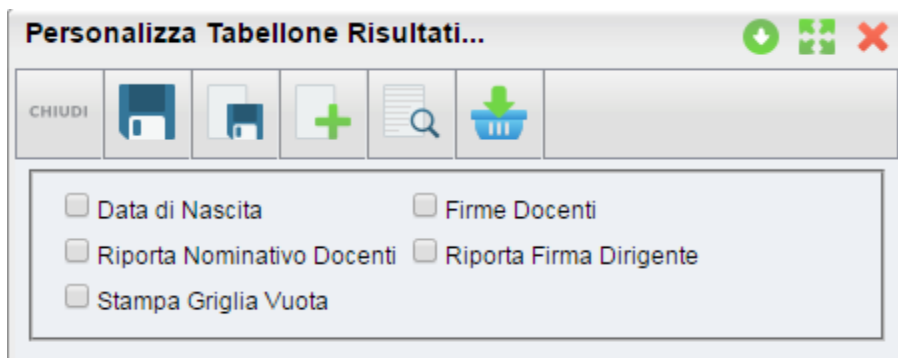 Personalizza Tabellone Risultati...
CHIUDI
Data di Nascita Firme Docenti
Riporta Nominativo Docenti Riporta Firma Dirigente
Stampa Griglia Vuota